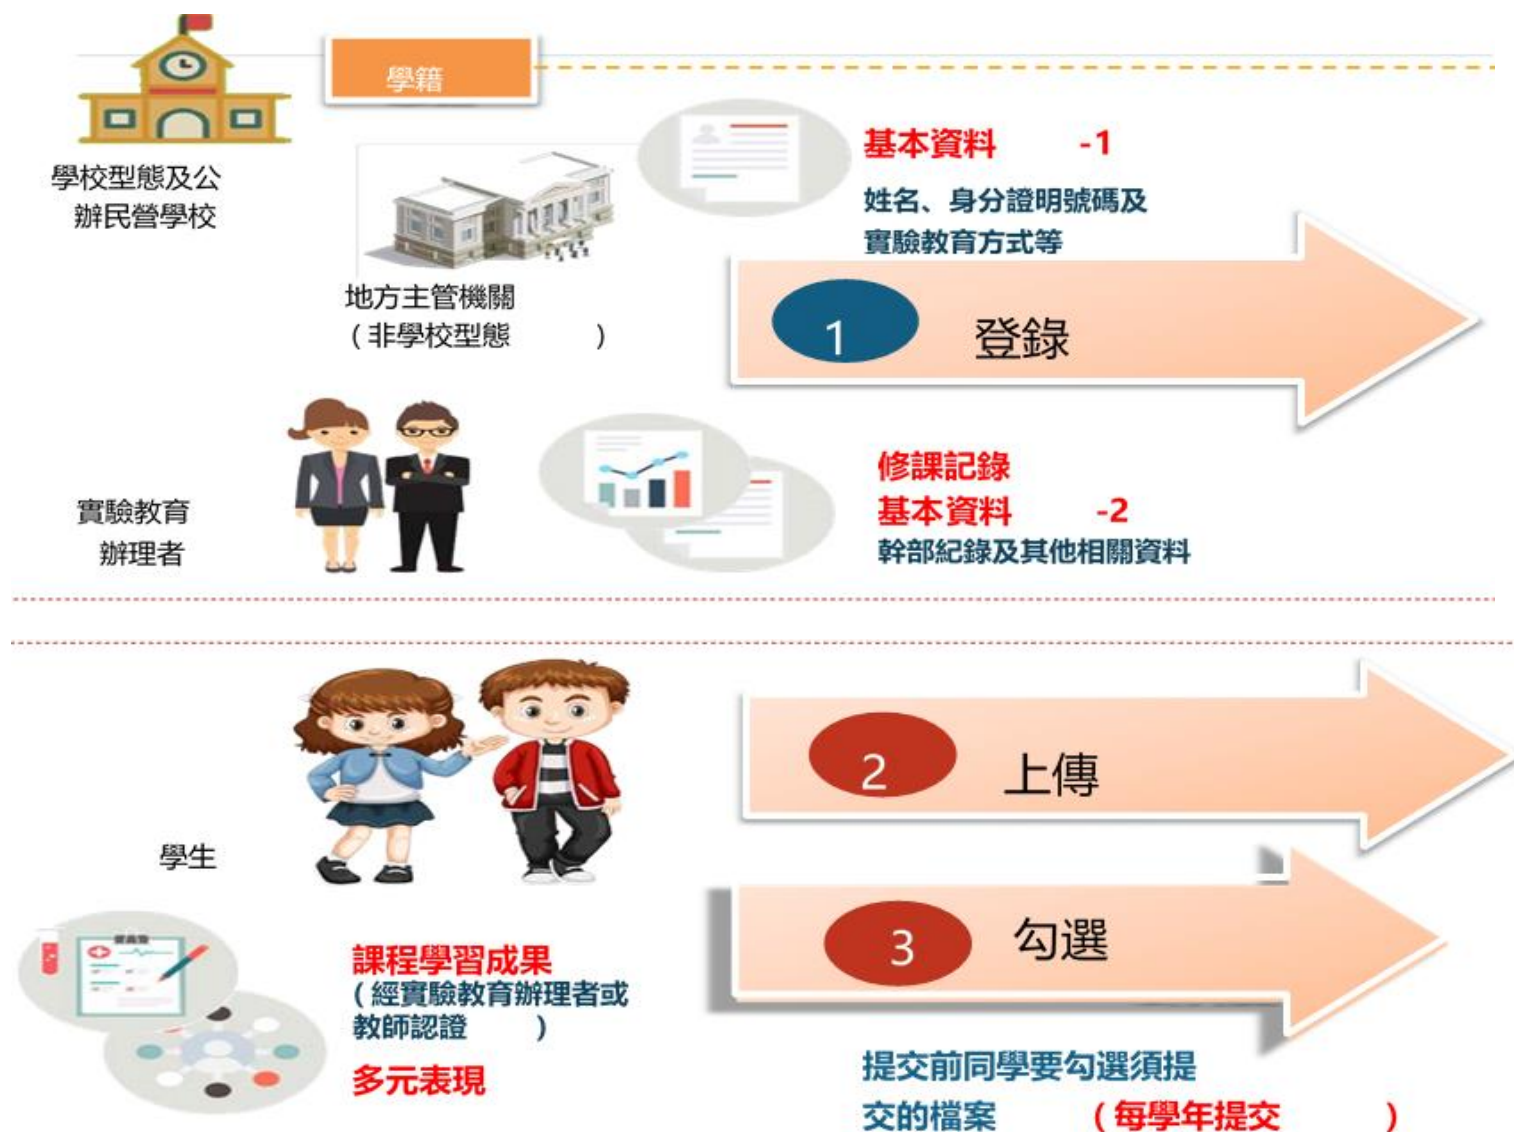 學籍
學校型態及公
辦民營學校
地方主管機關
(非學校型態 )
基本資料 -1
姓名、身分證明號碼及
實驗教育方式等
1 登錄
實驗教育
辦理者
修課記錄
基本資料 -2
幹部紀錄及其他相關資料
2 上傳
學生
3 勾選
課程學習成果
(經實驗教育辦理者或
教師認證 )
多元表現
提交前同學要勾選須提
交的檔案 (每學年提交 )